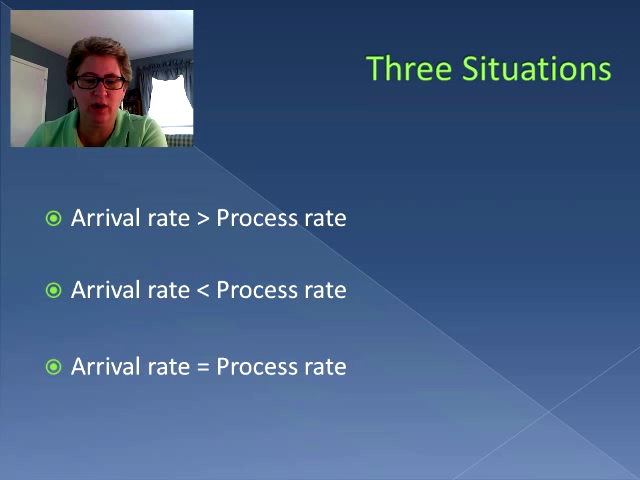 Three Situations
Arrival rate > Process rate
Arrival rate < Process rate
Arrival rate = Process rate